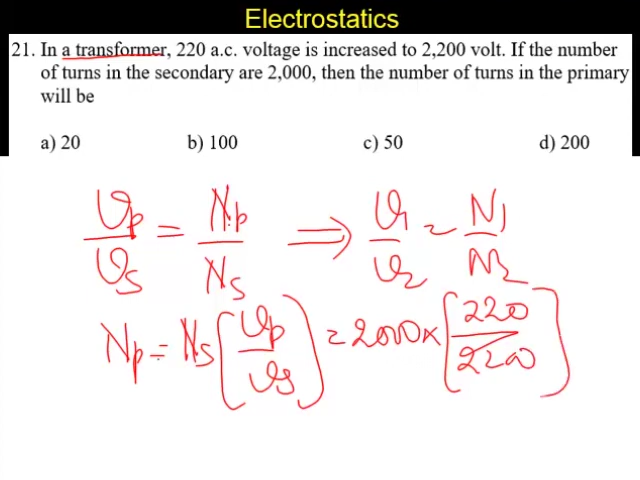 Electrostatics
21. In a transformer, 220 a.c. voltage is increased to 2,200 volt. If the number
of turns in the secondary are 2,000, then the number of turns in the primary
will be
a) 20 b) 100 c) 50 d) 200
Vp/Vs = Np/Ns ⟹ V1/V2 = N1/N2
Np = Ns [Vp/Vs] = 2000 × [220/2200]